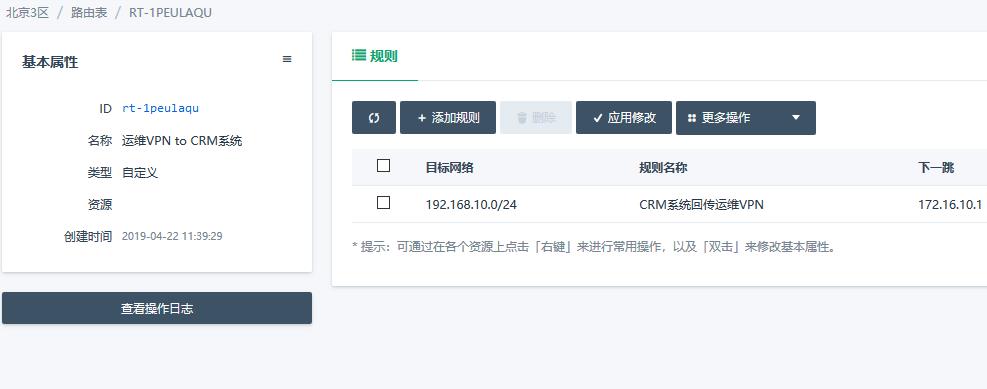 北京3区 / 路由表 / RT-1PEULAQU
基本属性
ID rt-1peulaqu
名称 运维VPN to CRM系统
类型 自定义
资源
创建时间 2019-04-22 11:39:29
查看操作日志
规则
添加规则 删除 应用修改 更多操作
目标网络 规则名称 下一跳
192.168.10.0/24 CRM系统回传运维VPN 172.16.10.1
* 提示：可通过在各个资源上点击「右键」来进行常用操作，以及「双击」来修改基本属性。